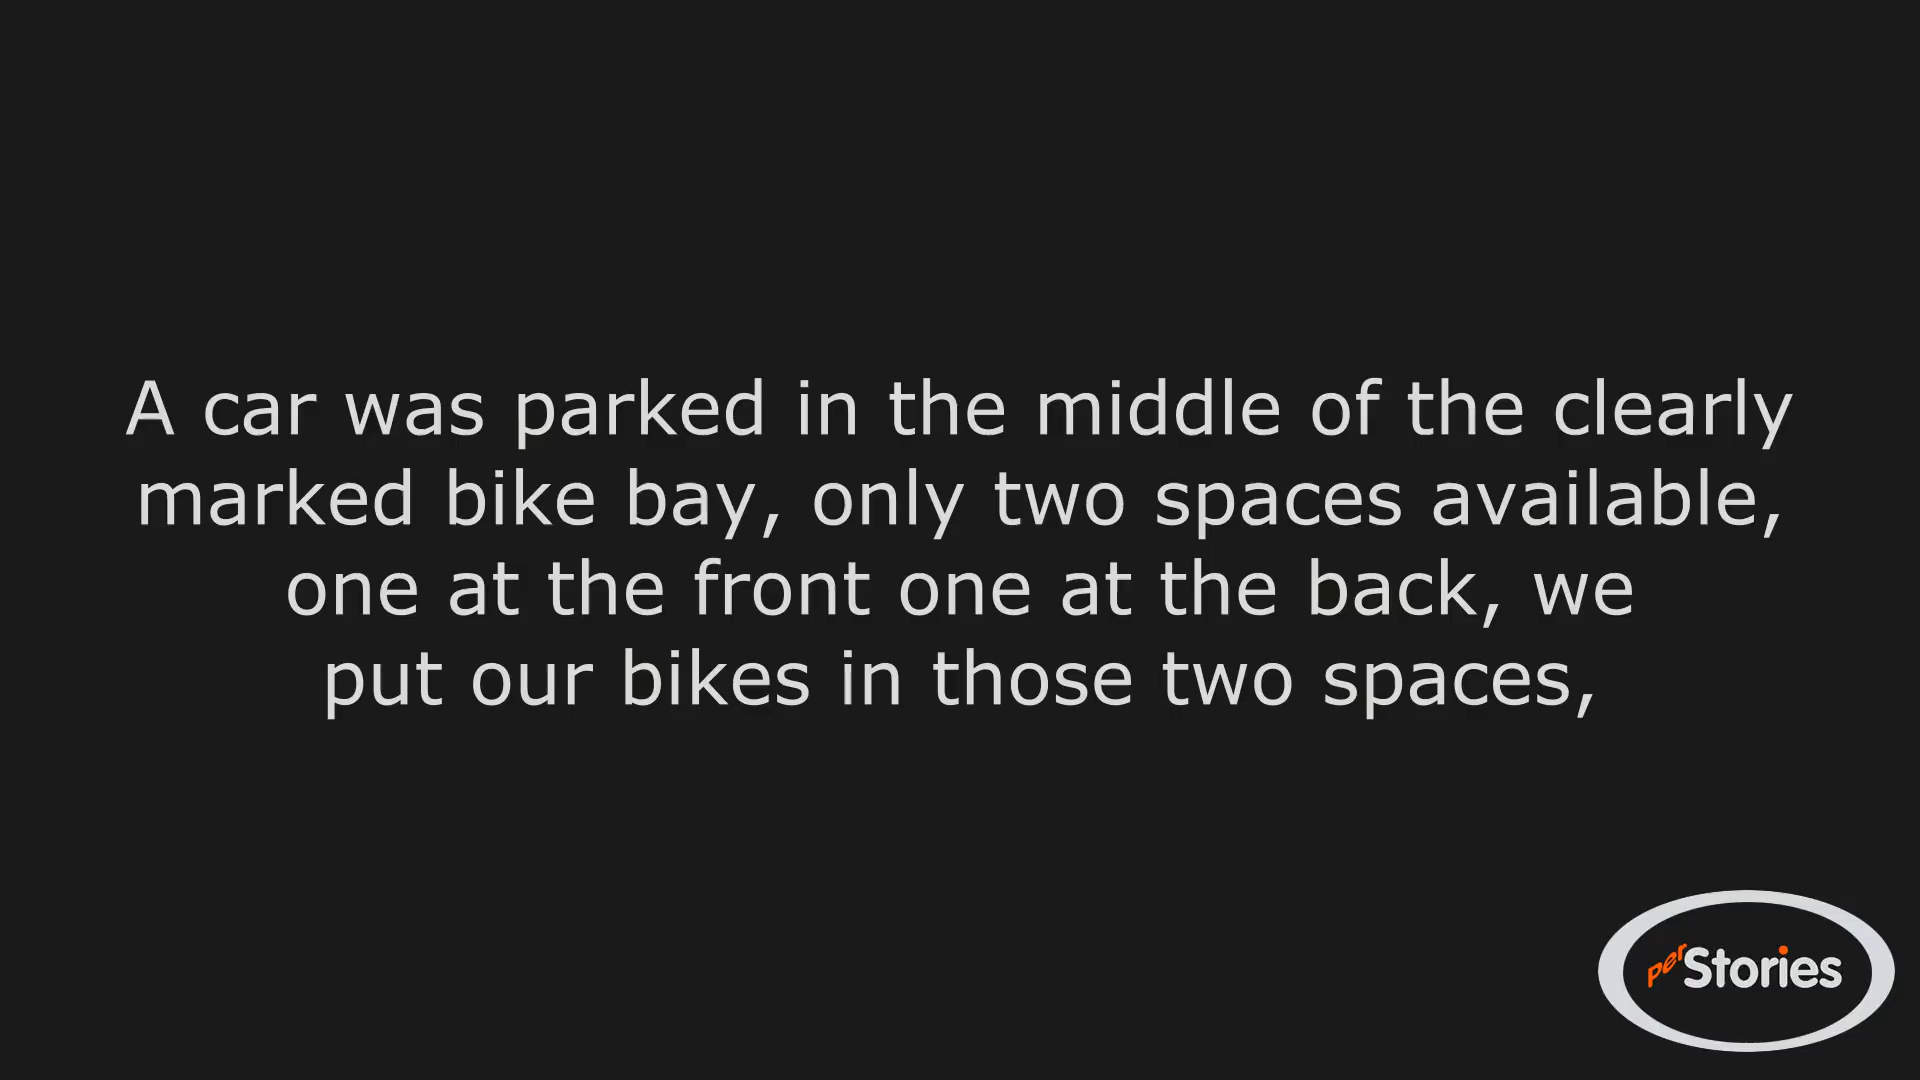 A car was parked in the middle of the clearly
marked bike bay, only two spaces available,
one at the front one at the back, we
put our bikes in those two spaces,
perStories